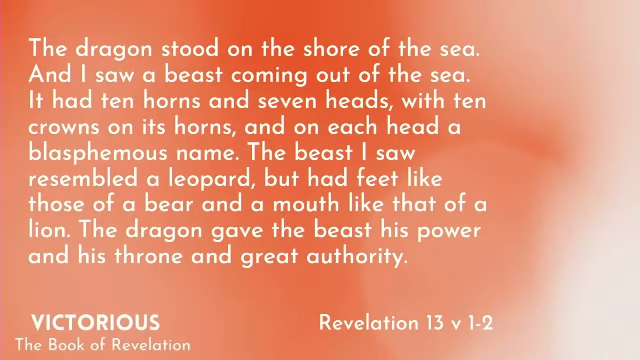 The dragon stood on the shore of the sea.
And I saw a beast coming out of the sea.
It had ten horns and seven heads, with ten
crowns on its horns, and on each head a
blasphemous name. The beast I saw
resembled a leopard, but had feet like
those of a bear and a mouth like that of a
lion. The dragon gave the beast his power
and his throne and great authority.
VICTORIOUS
The Book of Revelation
Revelation 13 v 1-2